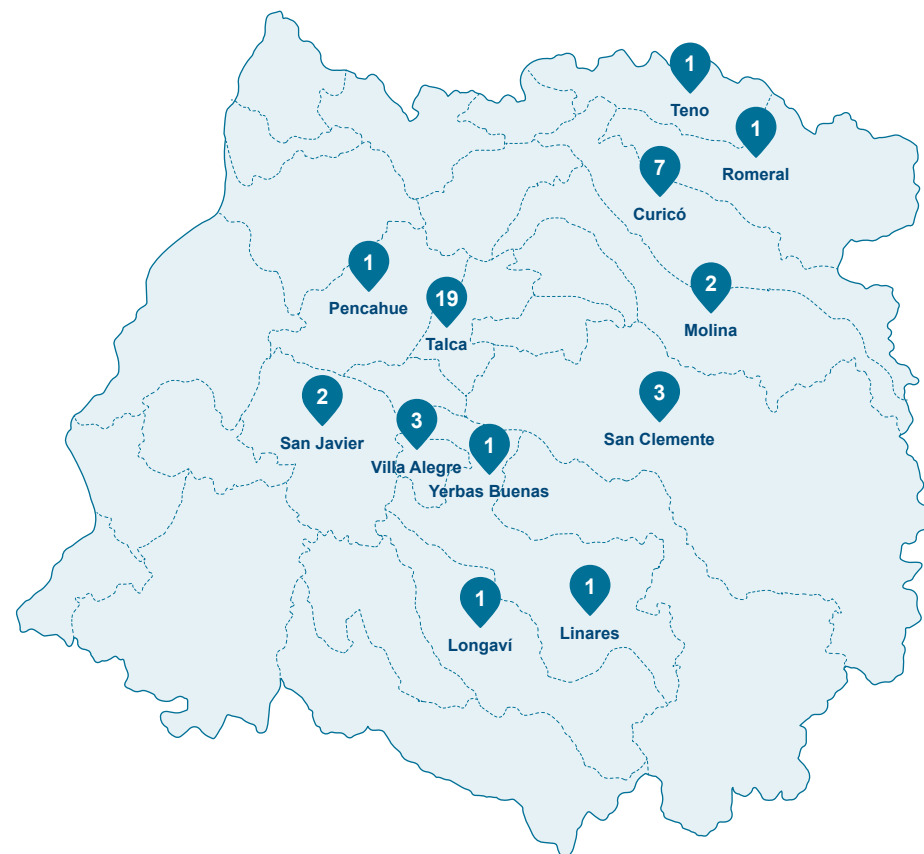 1
Teno
1
Romeral
7
Curicó
1
Pencahue
19
Talca
2
Molina
2
San Javier
3
Villa Alegre
1
Yerbas Buenas
3
San Clemente
1
Longaví
1
Linares